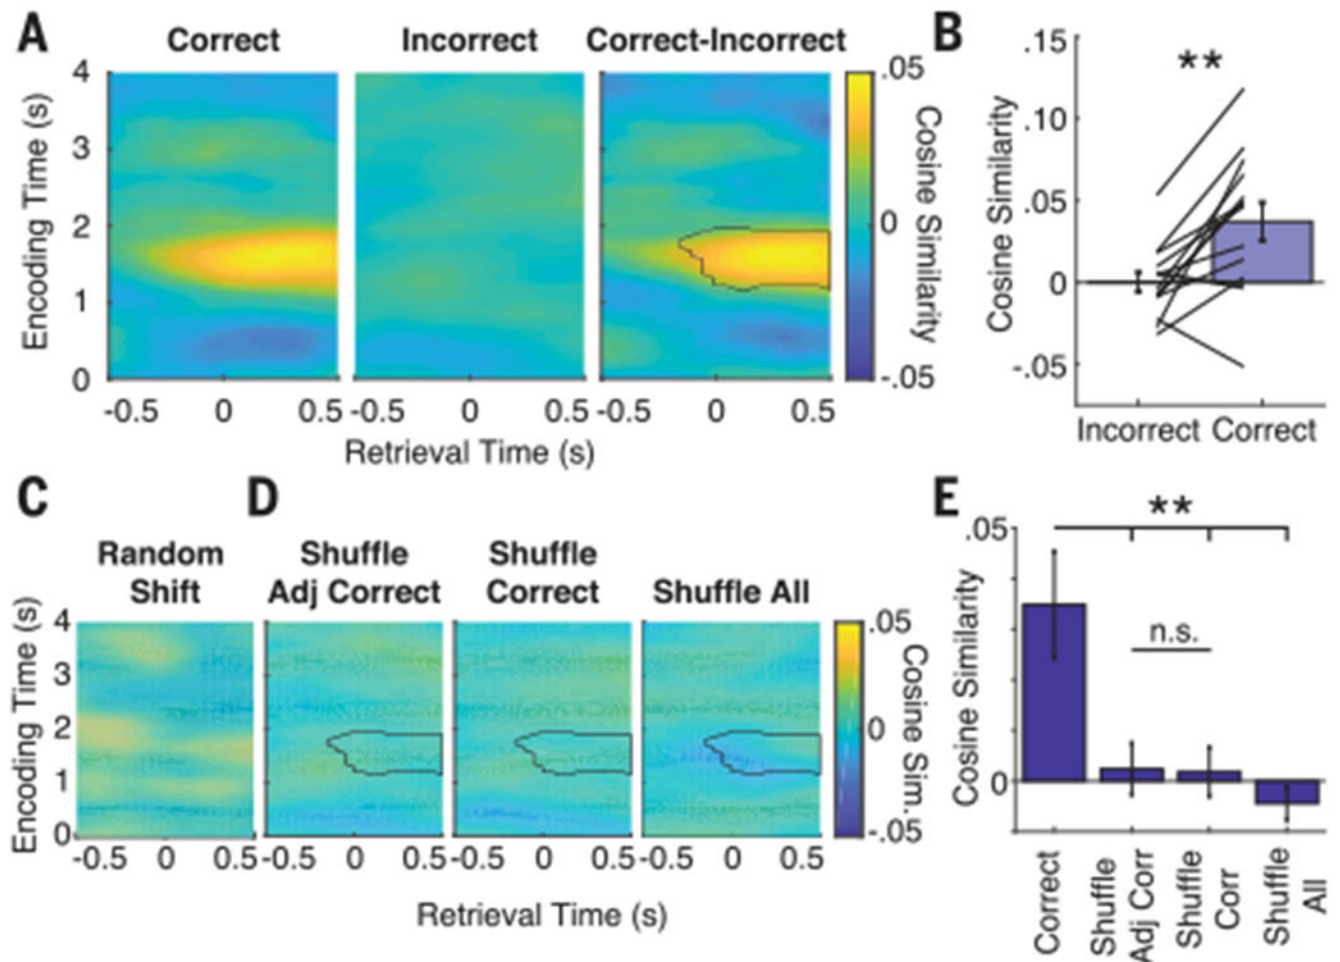 A
Correct
Incorrect
Correct-Incorrect
Encoding Time (s)
4
3
2
1
0
-0.5 0 0.5
-0.5 0 0.5
-0.5 0 0.5
Retrieval Time (s)
.05
0
-.05
Cosine Similarity
B
**
.15
.10
.05
0
-.05
Cosine Similarity
Incorrect Correct
C
Random
Shift
Encoding Time (s)
4
3
2
1
0
-0.5 0 0.5
D
Shuffle
Adj Correct
Shuffle
Correct
Shuffle All
-0.5 0 0.5
-0.5 0 0.5
-0.5 0 0.5
Retrieval Time (s)
.05
0
-.05
Cosine Sim.
E
**
n.s.
.05
0
Cosine Similarity
Correct
Shuffle
Adj Corr
Shuffle
Corr
Shuffle
All